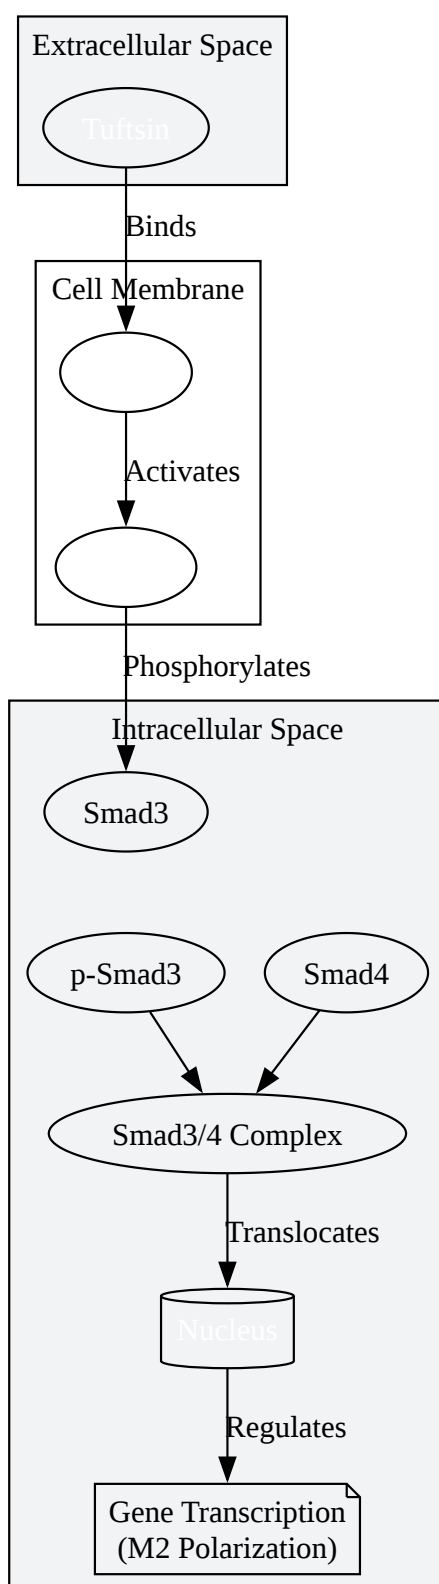 Extracellular Space
Tuftsin
Binds
Cell Membrane
Activates
Phosphorylates
Intracellular Space
Smad3
p-Smad3
Smad4
Smad3/4 Complex
Translocates
Nucleus
Regulates
Gene Transcription
(M2 Polarization)